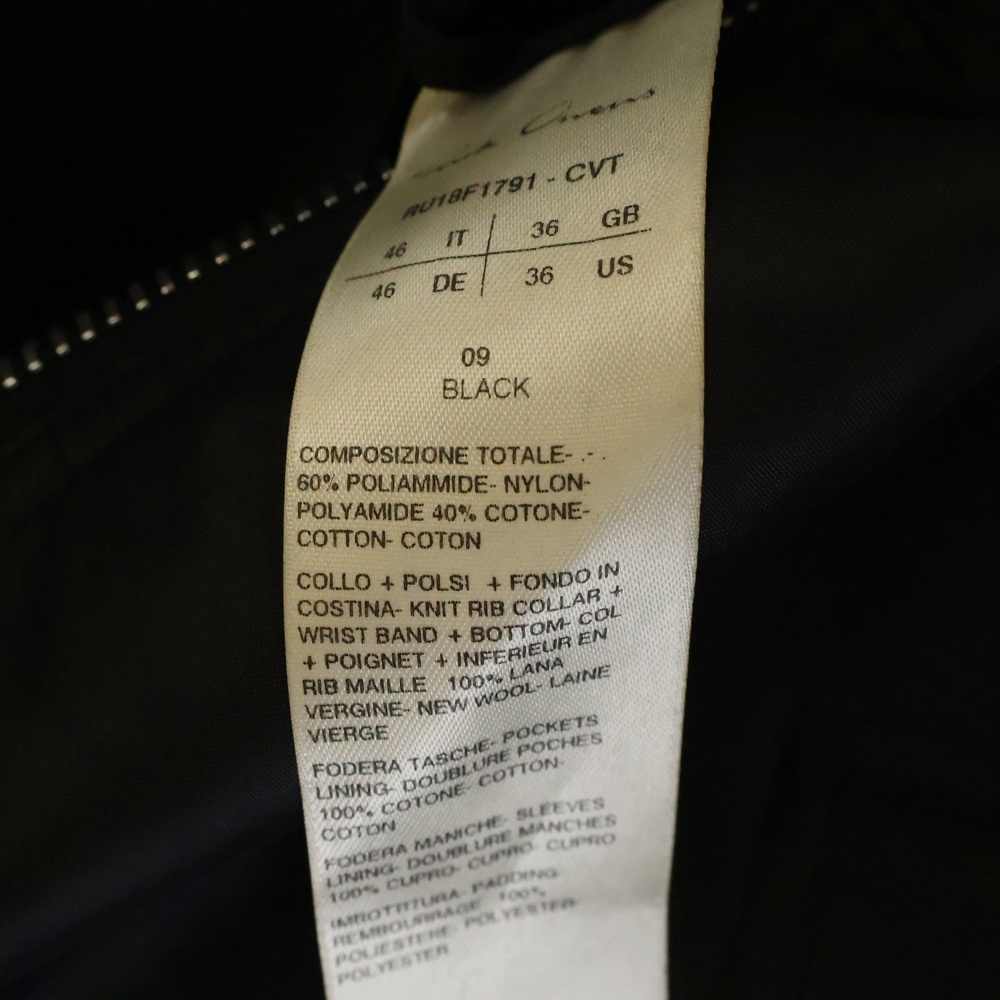 Owens
RU18F1791 - CVT
46 IT 36 GB
46 DE 36 US
09
BLACK
COMPOSIZIONE TOTALE- .- .
60% POLIAMMIDE- NYLON-
POLYAMIDE 40% COTONE-
COTTON- COTON
COLLO + POLSI + FONDO IN
COSTINA- KNIT RIB COLLAR +
WRIST BAND + BOTTOM- COL
+ POIGNET + INFERIEUR EN
RIB MAILLE 100% LANA
VERGINE- NEW WOOL- LAINE
VIERGE
FODERA TASCHE- POCKETS
LINING- DOUBLURE POCHES
100% COTONE- COTTON-
COTON
FODERA MANICHE- SLEEVES
LINING- DOUBLURE MANCHES
100% CUPRO- CUPRO- CUPRO
IMBOTTITURA- PADDING-
REMBOURRAGE 100%
POLIESTERE- POLYESTER-
POLYESTER